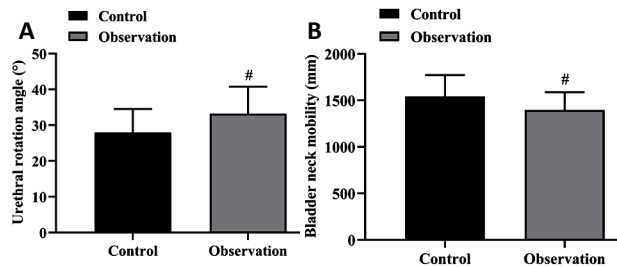 A
Control
Observation
Urethral rotation angle (°)
50
40
30
20
10
0
#
Control
Observation
B
Control
Observation
Bladder neck mobility (mm)
2000
1500
1000
500
0
#
Control
Observation